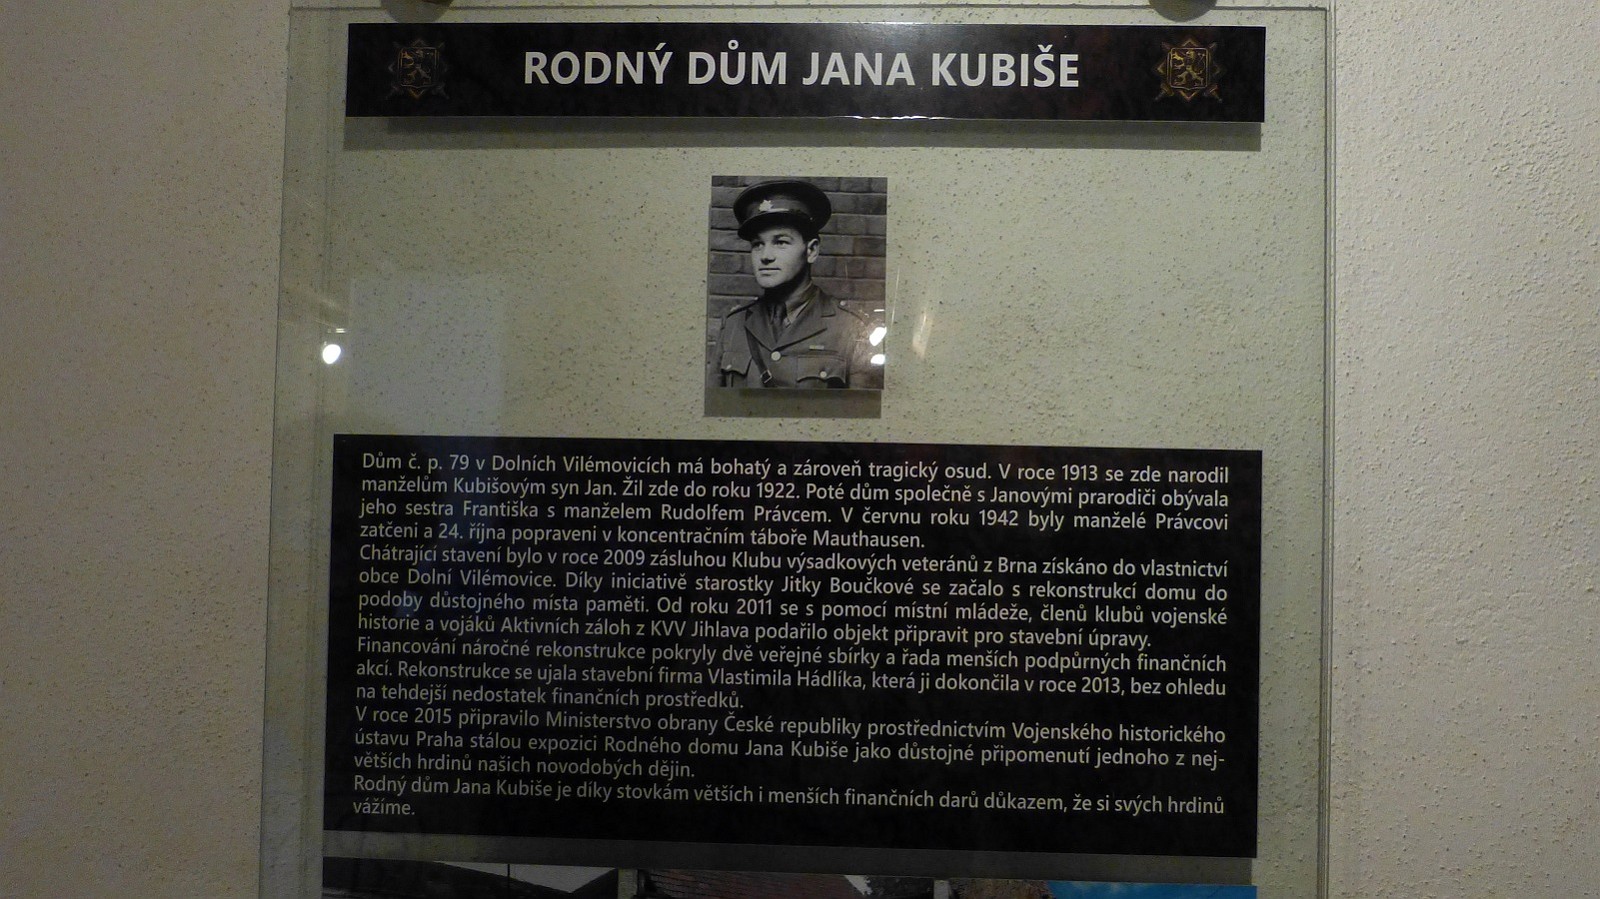 RODNÝ DŮM JANA KUBIŠE
Dům č. p. 79 v Dolních Vilémovicích má bohatý a zároveň tragický osud. V roce 1913 se zde narodil
manželům Kubišovým syn Jan. Žil zde do roku 1922. Poté dům společně s Janovými prarodiči obývala
jeho sestra Františka s manželem Rudolfem Právcem. V červnu roku 1942 byly manželé Právcovi
zatčeni a 24. října popraveni v koncentračním táboře Mauthausen.
Chátrající stavení bylo v roce 2009 zásluhou Klubu výsadkových veteránů z Brna získáno do vlastnictví
obce Dolní Vilémovice. Díky iniciativě starostky Jitky Boučkové se začalo s rekonstrukcí domu do
podoby důstojného místa paměti. Od roku 2011 se s pomocí místní mládeže, členů klubů vojenské
historie a vojáků Aktivních záloh z KVV Jihlava podařilo objekt připravit pro stavební úpravy.
Financování náročné rekonstrukce pokryly dvě veřejné sbírky a řada menších podpůrných finančních
akcí. Rekonstrukce se ujala stavební firma Vlastimila Hádlíka, která ji dokončila v roce 2013, bez ohledu
na tehdejší nedostatek finančních prostředků.
V roce 2015 připravilo Ministerstvo obrany České republiky prostřednictvím Vojenského historického
ústavu Praha stálou expozici Rodného domu Jana Kubiše jako důstojné připomenutí jednoho z nej-
větších hrdinů našich novodobých dějin.
Rodný dům Jana Kubiše je díky stovkám větších i menších finančních darů důkazem, že si svých hrdinů
vážíme.